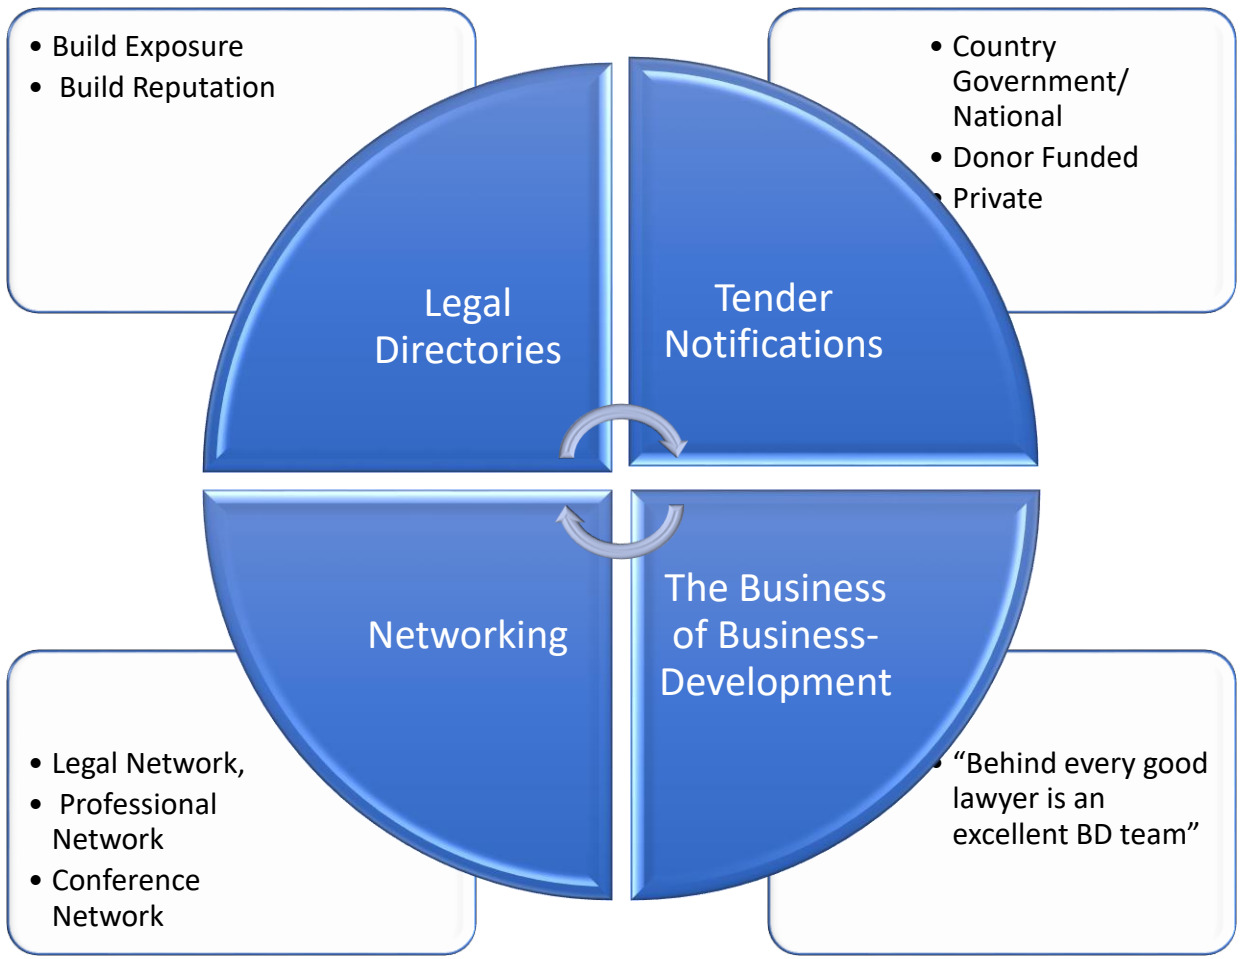 • Build Exposure
• Build Reputation
• Country
Government/
National
• Donor Funded
• Private
Legal
Directories
Tender
Notifications
Networking
The Business
of Business-
Development
• Legal Network,
• Professional
Network
• Conference
Network
• “Behind every good
lawyer is an
excellent BD team”